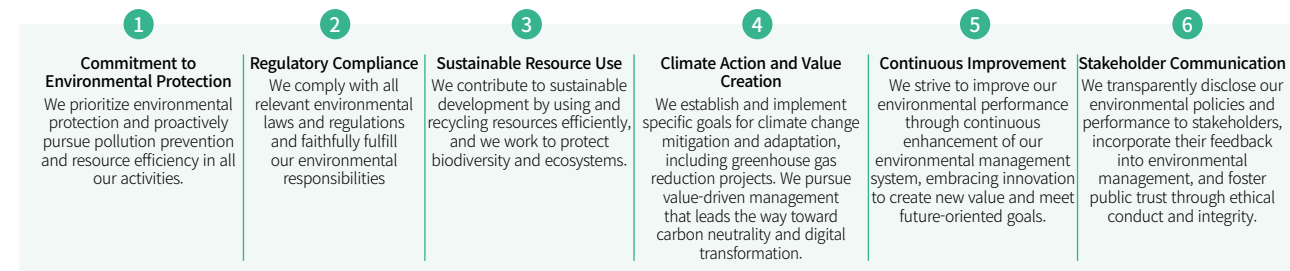 1
Commitment to
Environmental Protection
We prioritize environmental
protection and proactively
pursue pollution prevention
and resource efficiency in all
our activities.
2
Regulatory Compliance
We comply with all
relevant environmental
laws and regulations
and faithfully fulfill
our environmental
responsibilities
3
Sustainable Resource Use
We contribute to sustainable
development by using and
recycling resources efficiently,
and we work to protect
biodiversity and ecosystems.
4
Climate Action and Value
Creation
We establish and implement
specific goals for climate change
mitigation and adaptation,
including greenhouse gas
reduction projects. We pursue
value-driven management
that leads the way toward
carbon neutrality and digital
transformation.
5
Continuous Improvement
We strive to improve our
environmental performance
through continuous
enhancement of our
environmental management
system, embracing innovation
to create new value and meet
future-oriented goals.
6
Stakeholder Communication
We transparently disclose our
environmental policies and
performance to stakeholders,
incorporate their feedback
into environmental
management, and foster
public trust through ethical
conduct and integrity.